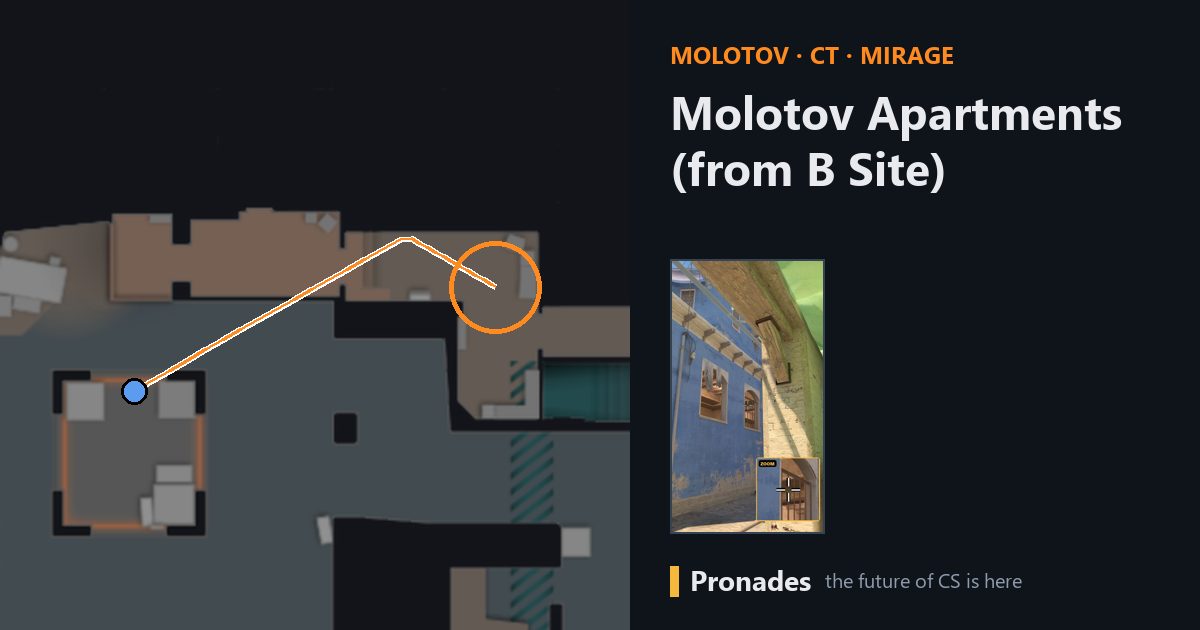 MOLOTOV · CT · MIRAGE
Molotov Apartments
(from B Site)
ZOOM
Pronades the future of CS is here